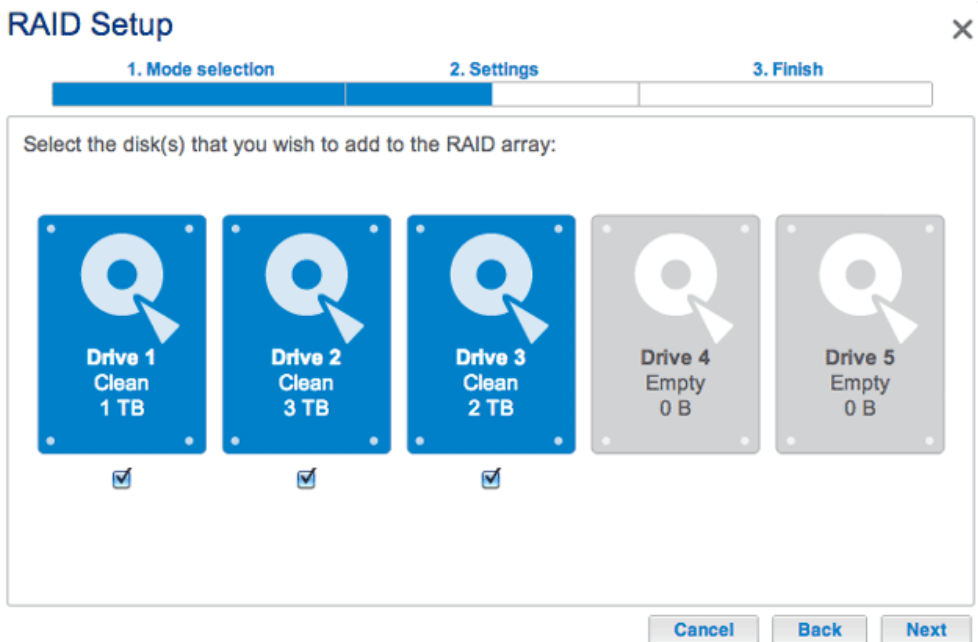 RAID Setup
1. Mode selection 2. Settings 3. Finish
Select the disk(s) that you wish to add to the RAID array:
Drive 1 Drive 2 Drive 3 Drive 4 Drive 5
Clean Clean Clean Empty Empty
1 TB 3 TB 2 TB 0 B 0 B
Cancel Back Next